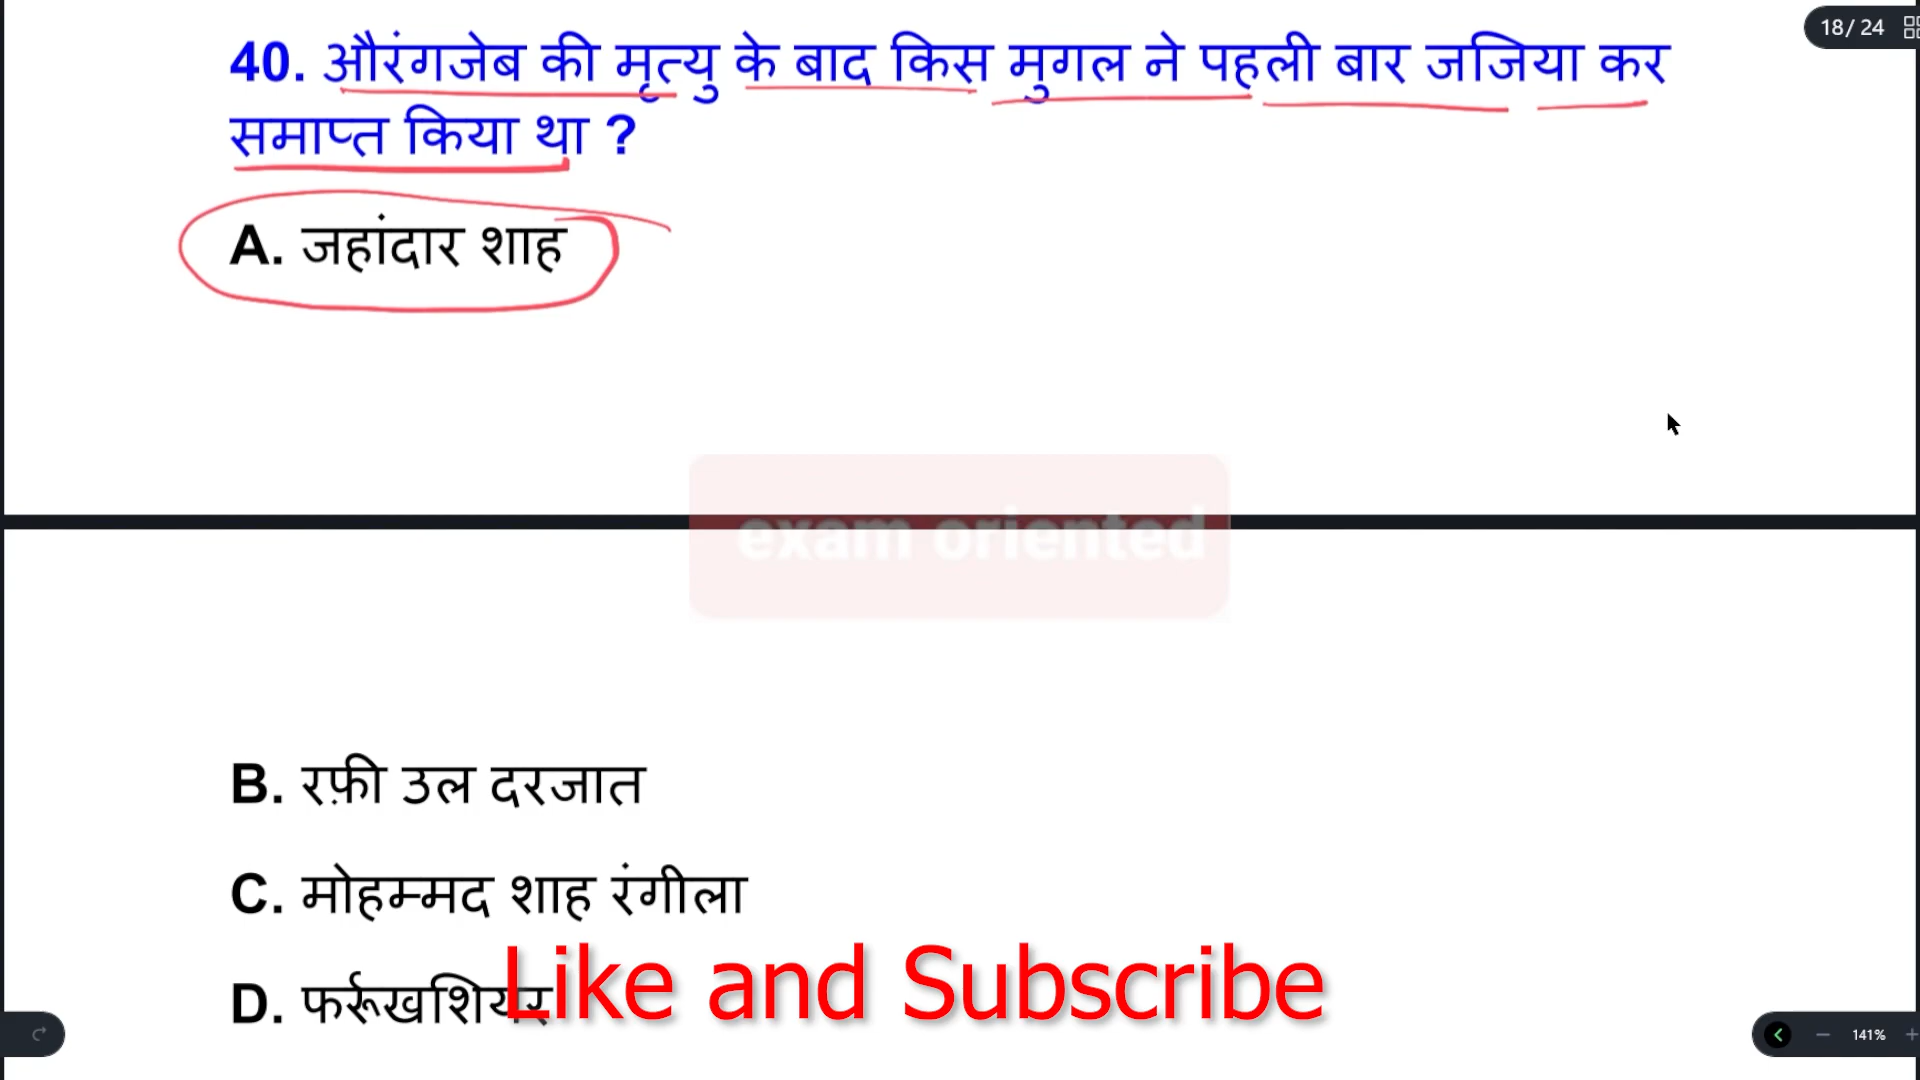 18/ 24
40. औरंगजेब की मृत्यु के बाद किस मुगल ने पहली बार जजिया कर
समाप्त किया था ?
A. जहांदार शाह
exam oriented
B. रफ़ी उल दरजात
C. मोहम्मद शाह रंगीला
D. फर्रूखशियर
Like and Subscribe
141%